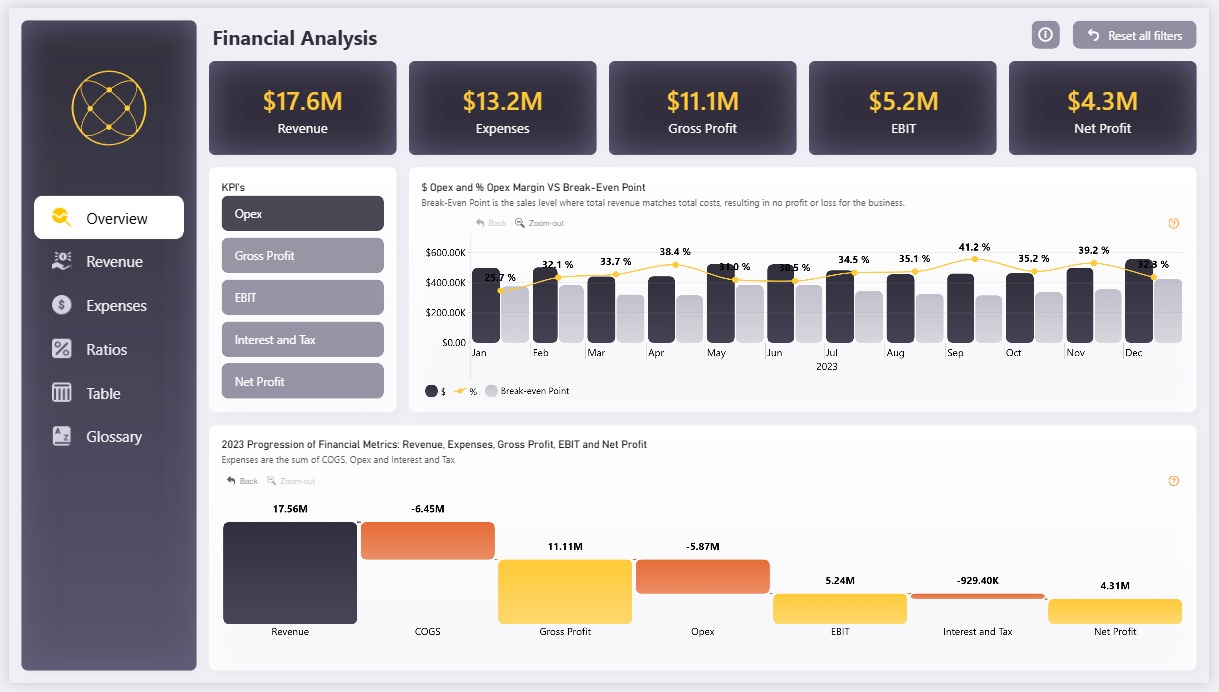 Financial Analysis
Reset all filters
$17.6M
Revenue
$13.2M
Expenses
$11.1M
Gross Profit
$5.2M
EBIT
$4.3M
Net Profit
Overview
Revenue
Expenses
Ratios
Table
Glossary
KPI's
Opex
Gross Profit
EBIT
Interest and Tax
Net Profit
$ Opex and % Opex Margin VS Break-Even Point
Break-Even Point is the sales level where total revenue matches total costs, resulting in no profit or loss for the business.
Back Zoom-out
$600.00K
$400.00K
$200.00K
$0.00
25.7 % 32.1 % 33.7 % 38.4 % 31.0 % 30.5 % 34.5 % 35.1 % 41.2 % 35.2 % 39.2 % 32.3 %
Jan Feb Mar Apr May Jun Jul Aug Sep Oct Nov Dec
2023
$ % Break-even Point
2023 Progression of Financial Metrics: Revenue, Expenses, Gross Profit, EBIT and Net Profit
Expenses are the sum of COGS, Opex and Interest and Tax
Back Zoom-out
17.56M -6.45M 11.11M -5.87M 5.24M -929.40K 4.31M
Revenue COGS Gross Profit Opex EBIT Interest and Tax Net Profit